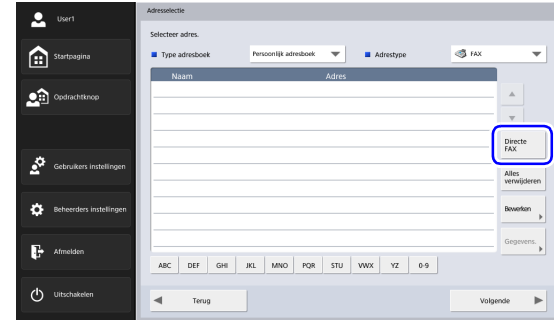 User1
Startpagina
Opdrachtknop
Gebruikers instellingen
Beheerders instellingen
Afmelden
Uitschakelen
Adresselectie
Selecteer adres.
Type adresboek
Persoonlijk adresboek
Adrestype
FAX
Naam
Adres
Directe
FAX
Alles
verwijderen
Bewerken
Gegevens.
ABC DEF GHI JKL MNO PQR STU VWX YZ 0-9
Terug
Volgende